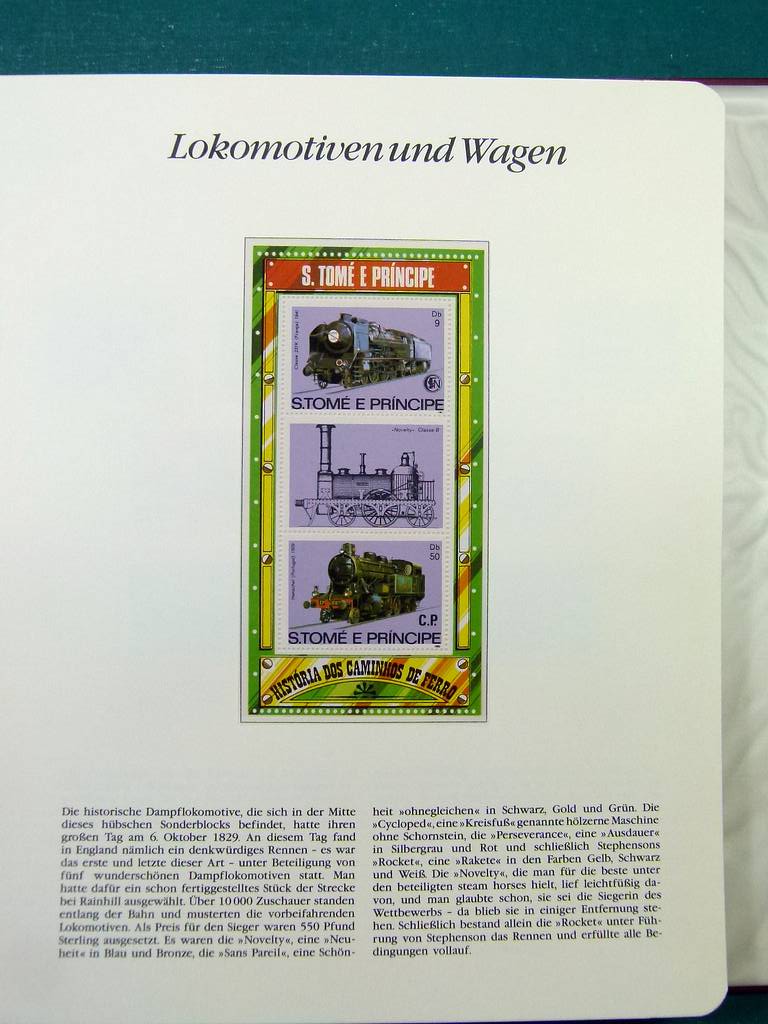 Lokomotiven und Wagen
S. TOMÉ E PRÍNCIPE
Db
9
S.TOMÉ E PRÍNCIPE
«Novelty» Classe B
Db
50
C.P.
S.TOMÉ E PRÍNCIPE
HISTÓRIA DOS CAMINHOS DE FERRO
Die historische Dampflokomotive, die sich in der Mitte
dieses hübschen Sonderblocks befindet, hatte ihren
großen Tag am 6. Oktober 1829. An diesem Tag fand
in England nämlich ein denkwürdiges Rennen – es war
das erste und letzte dieser Art – unter Beteiligung von
fünf wunderschönen Dampflokomotiven statt. Man
hatte dafür ein schon fertiggestelltes Stück der Strecke
bei Rainhill ausgewählt. Über 10 000 Zuschauer standen
entlang der Bahn und musterten die vorbeifahrenden
Lokomotiven. Als Preis für den Sieger waren 550 Pfund
Sterling ausgesetzt. Es waren die »Novelty«, eine »Neu-
heit« in Blau und Bronze, die »Sans Pareil«, eine Schön-
heit »ohnegleichen« in Schwarz, Gold und Grün. Die
»Cycloped«, eine »Kreisfuß« genannte hölzerne Maschine
ohne Schornstein, die »Perseverance«, eine »Ausdauer«
in Silbergrau und Rot und schließlich Stephensons
»Rocket«, eine »Rakete« in den Farben Gelb, Schwarz
und Weiß. Die »Novelty«, die man für die beste unter
den beteiligten steam horses hielt, lief leichtfüßig da-
von, und man glaubte schon, sie sei die Siegerin des
Wettbewerbs – da blieb sie in einiger Entfernung ste-
hen. Schließlich bestand allein die »Rocket« unter Füh-
rung von Stephenson das Rennen und erfüllte alle Be-
dingungen vollauf.